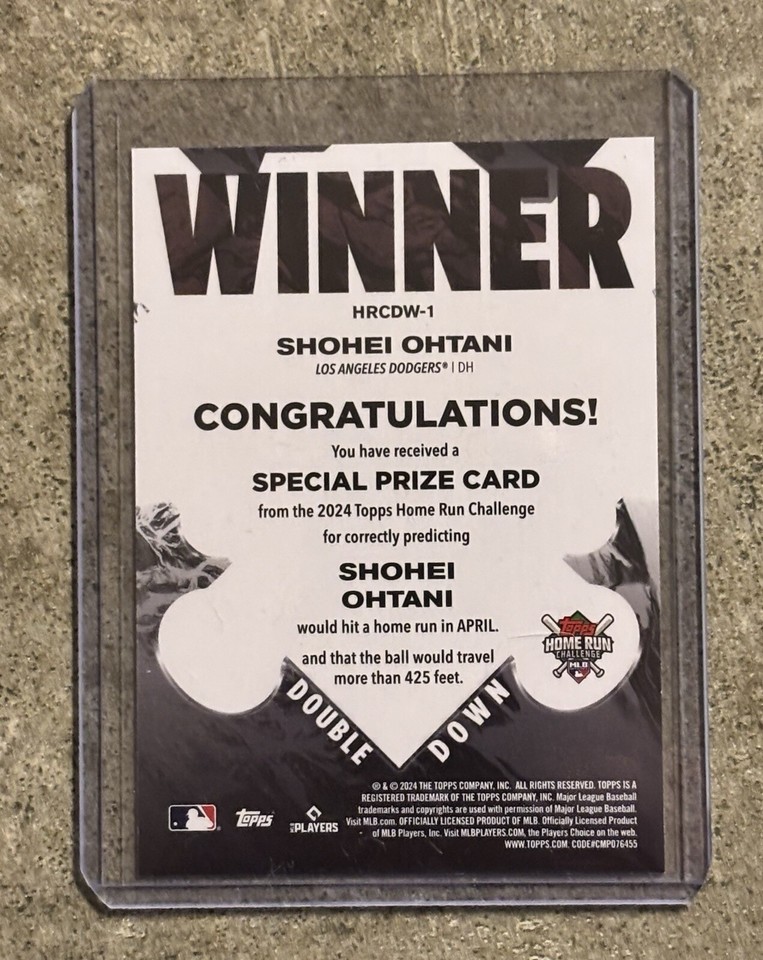 WINNER
HRCDW-1
SHOHEI OHTANI
LOS ANGELES DODGERS® | DH
CONGRATULATIONS!
You have received a
SPECIAL PRIZE CARD
from the 2024 Topps Home Run Challenge
for correctly predicting
SHOHEI
OHTANI
would hit a home run in APRIL.
and that the ball would travel
more than 425 feet.
Topps
HOME RUN
CHALLENGE
MLB
DOUBLE DOWN
® & © 2024 THE TOPPS COMPANY, INC. ALL RIGHTS RESERVED. TOPPS IS A
REGISTERED TRADEMARK OF THE TOPPS COMPANY, INC. Major League Baseball
trademarks and copyrights are used with permission of Major League Baseball.
Visit MLB.com. OFFICIALLY LICENSED PRODUCT OF MLB. Officially Licensed Product
of MLB Players, Inc. Visit MLBPLAYERS.COM, the Players Choice on the web.
WWW.TOPPS.COM. CODE#CMP076455
Topps
MLB PLAYERS